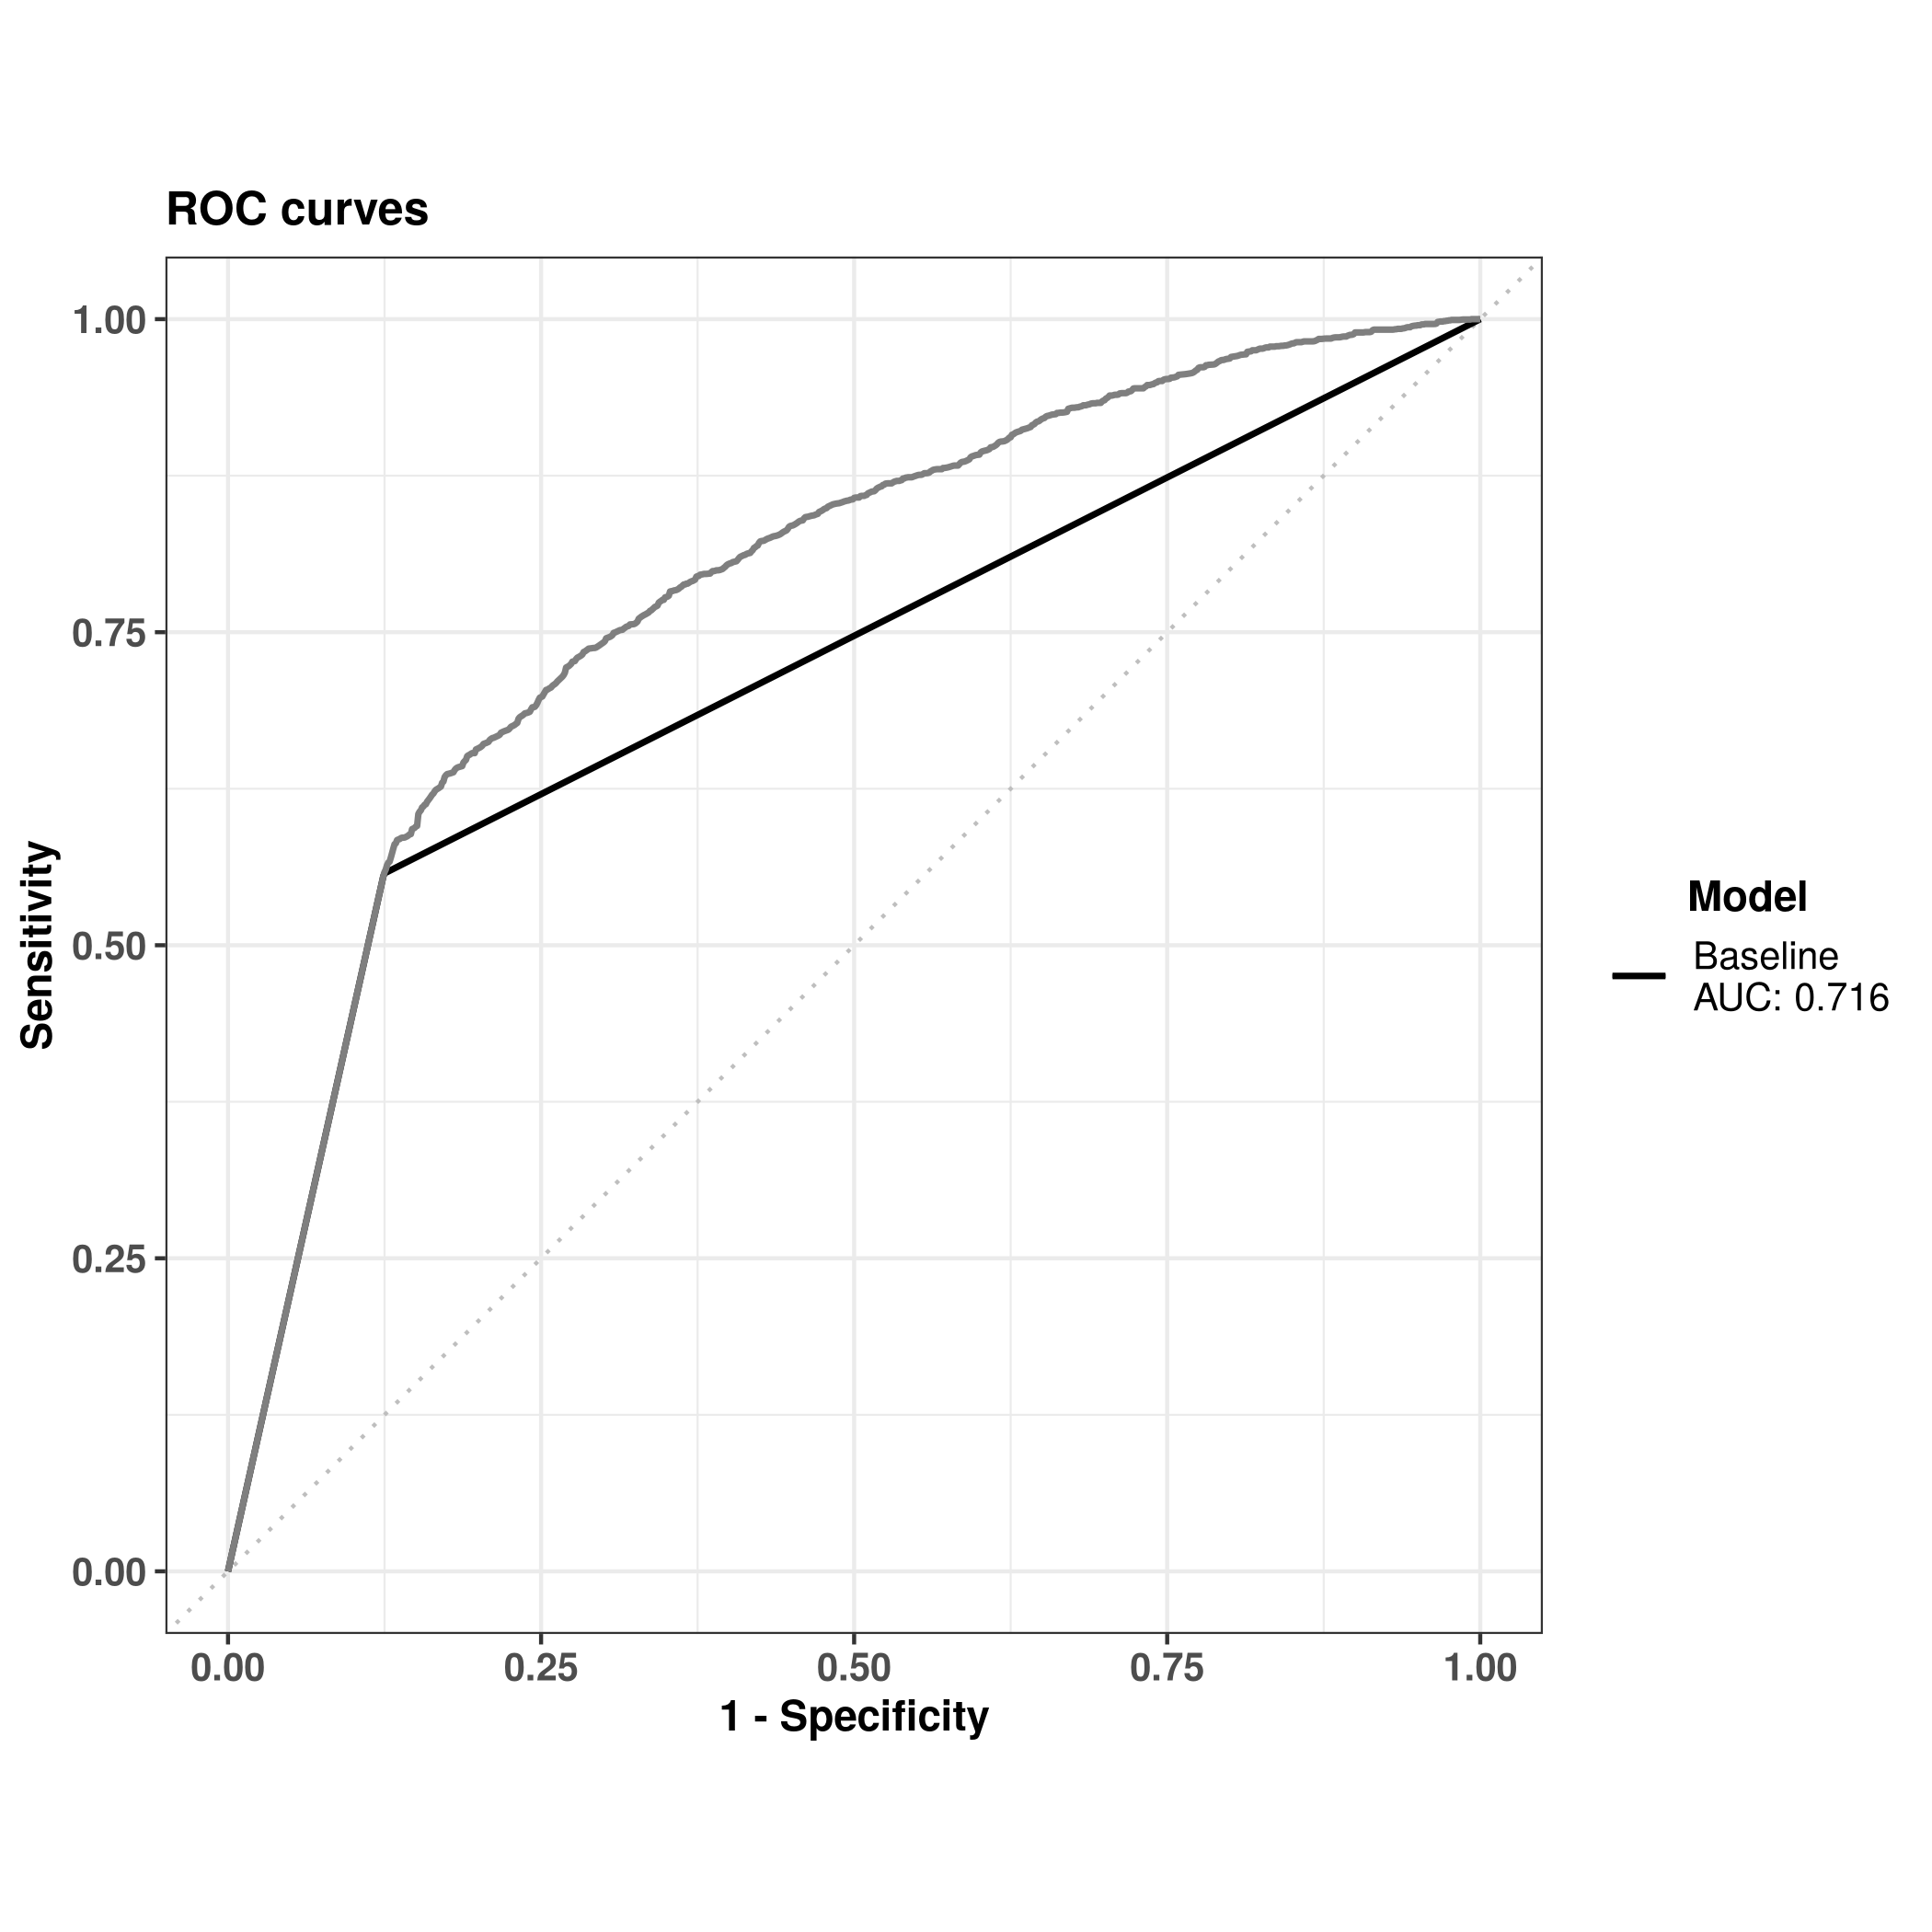 ROC curves
1.00
0.75
0.50
0.25
0.00
Sensitivity
0.00 0.25 0.50 0.75 1.00
1 - Specificity
Model
Baseline
AUC: 0.716